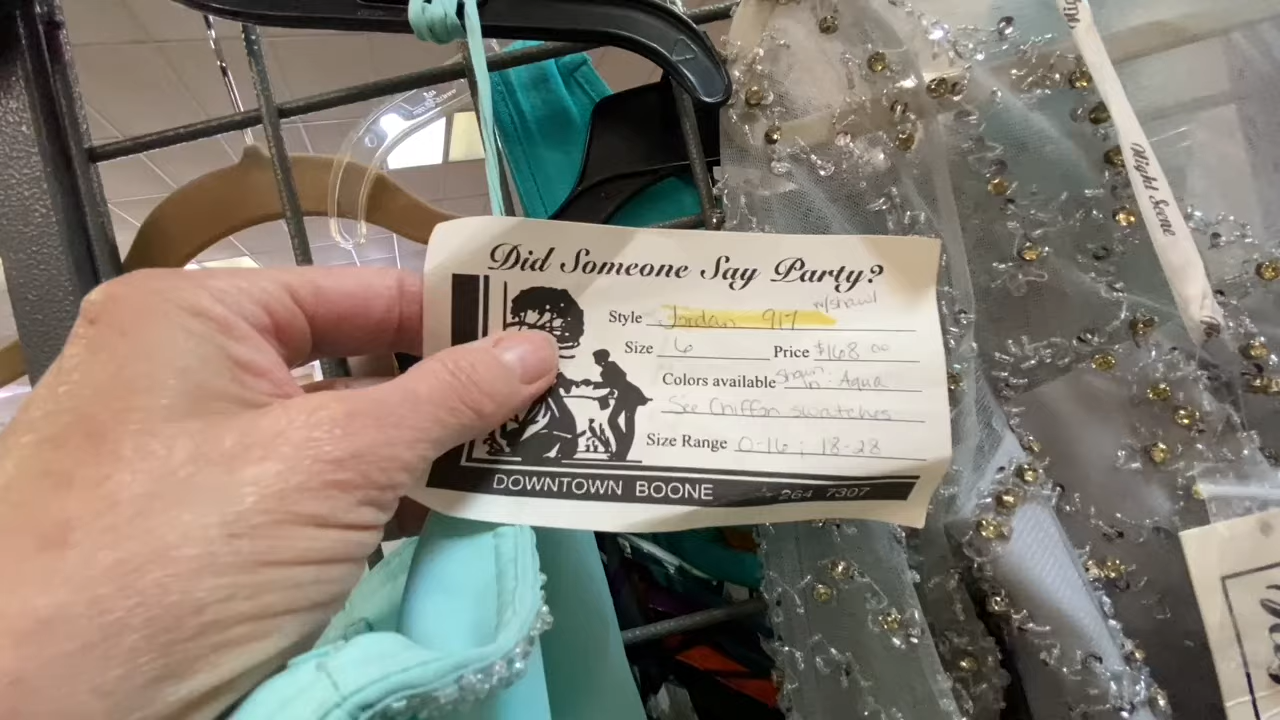 Did Someone Say Party?
w/shawl
Style Jordan 917
Size 6 Price $168 00
Colors available Shown in: Aqua
See Chiffon swatches
Size Range 0-16; 18-28
DOWNTOWN BOONE 264 7307
Night Scene